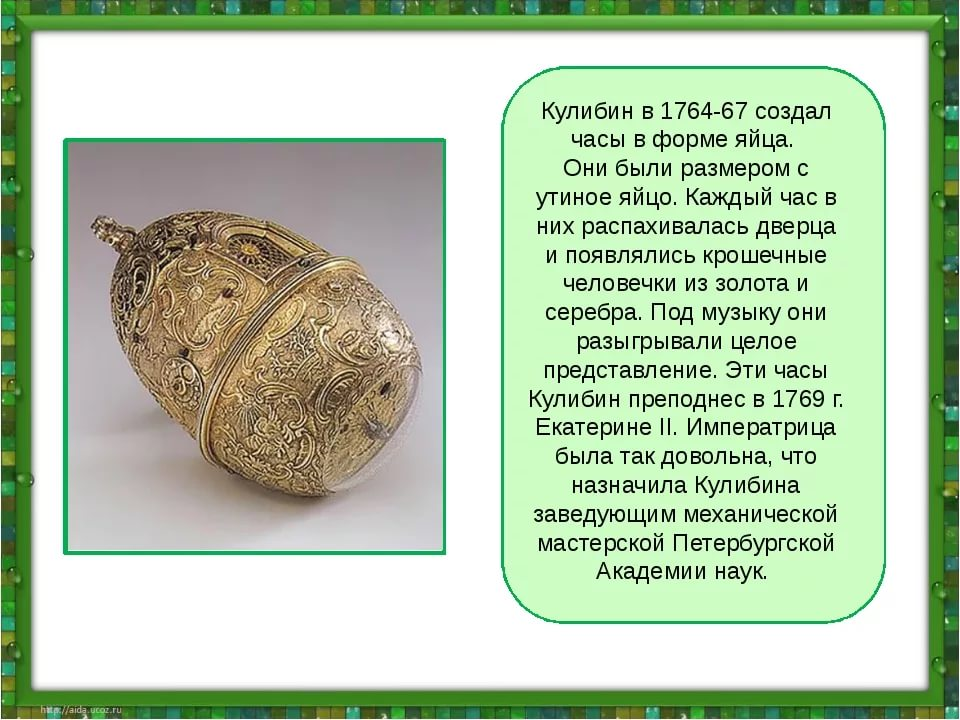 Кулибин в 1764-67 создал
часы в форме яйца.
Они были размером с
утиное яйцо. Каждый час в
них распахивалась дверца
и появлялись крошечные
человечки из золота и
серебра. Под музыку они
разыгрывали целое
представление. Эти часы
Кулибин преподнес в 1769 г.
Екатерине II. Императрица
была так довольна, что
назначила Кулибина
заведующим механической
мастерской Петербургской
Академии наук.
http://aida.ucoz.ru